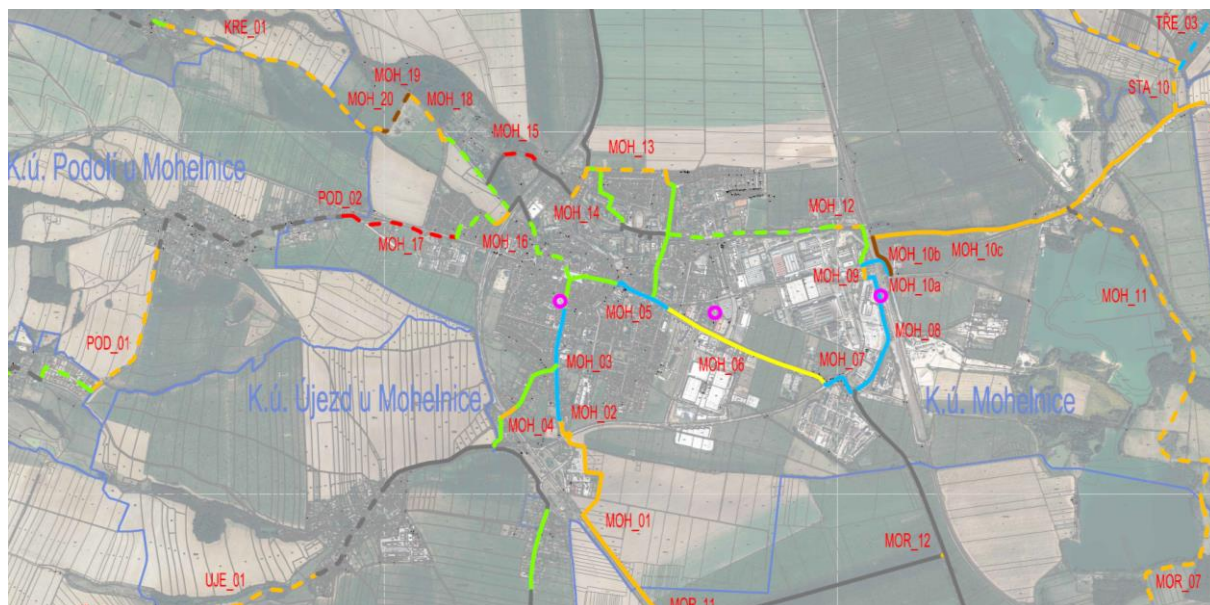 KRE_01
TŘE_03
MOH_19
MOH_18
STA_10
MOH_20
MOH_15
MOH_13
K.ú. Podolí u Mohelnice
POD_02
MOH_14
MOH_12
MOH_17
MOH_16
MOH_10b
MOH_10c
MOH_09
MOH_10a
MOH_11
MOH_05
MOH_08
POD_01
MOH_03
MOH_06
MOH_07
K.ú. Újezd u Mohelnice
MOH_02
K.ú. Mohelnice
MOH_04
MOH_01
MOR_12
UJE_01
MOR_07
MOR_11